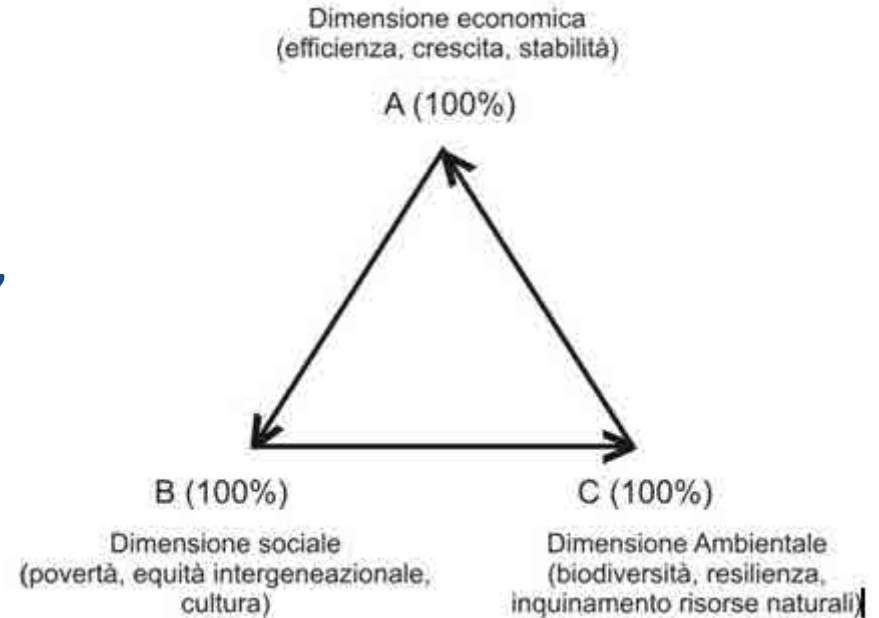 Dimensione economica
(efficienza, crescita, stabilità)
A (100%)
B (100%)
C (100%)
Dimensione sociale
(povertà, equità intergeneazionale,
cultura)
Dimensione Ambientale
(biodiversità, resilienza,
inquinamento risorse naturali)